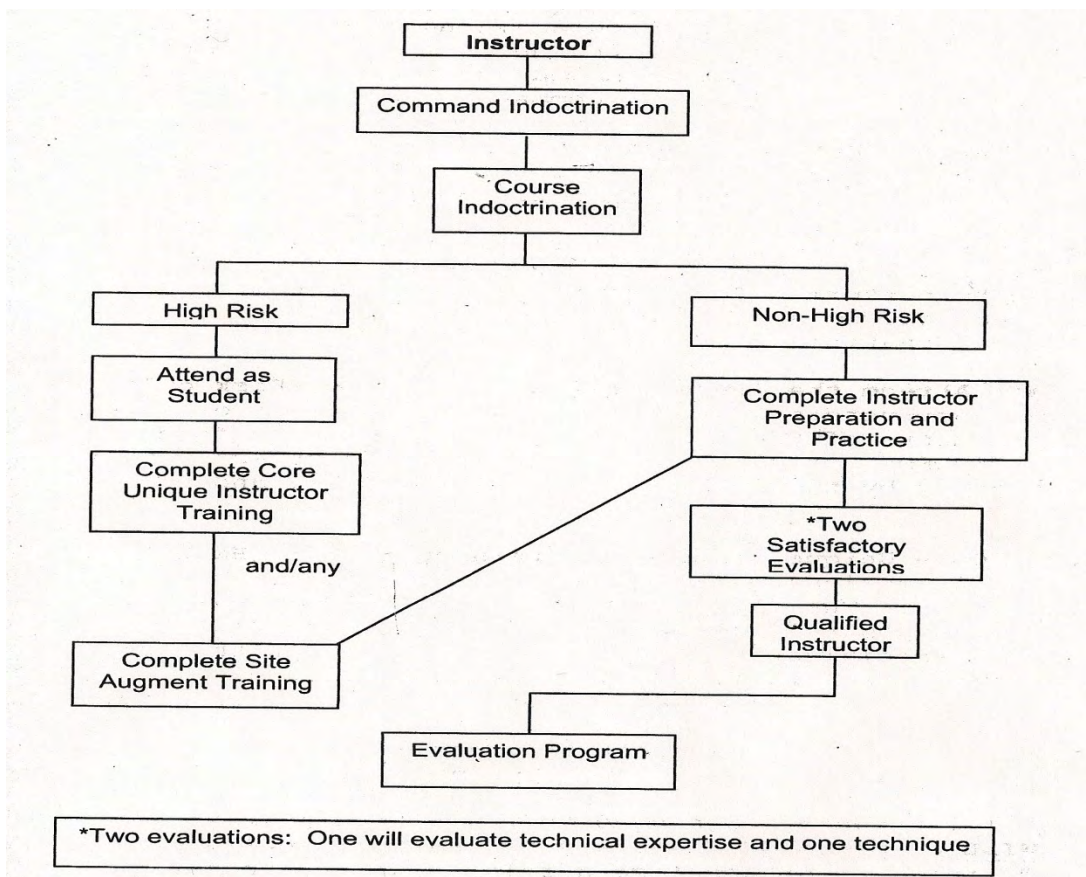 Instructor
Command Indoctrination
Course
Indoctrination
High Risk
Non-High Risk
Attend as
Student
Complete Instructor
Preparation and
Practice
Complete Core
Unique Instructor
Training
*Two
Satisfactory
Evaluations
and/any
Qualified
Instructor
Complete Site
Augment Training
Evaluation Program
*Two evaluations: One will evaluate technical expertise and one technique